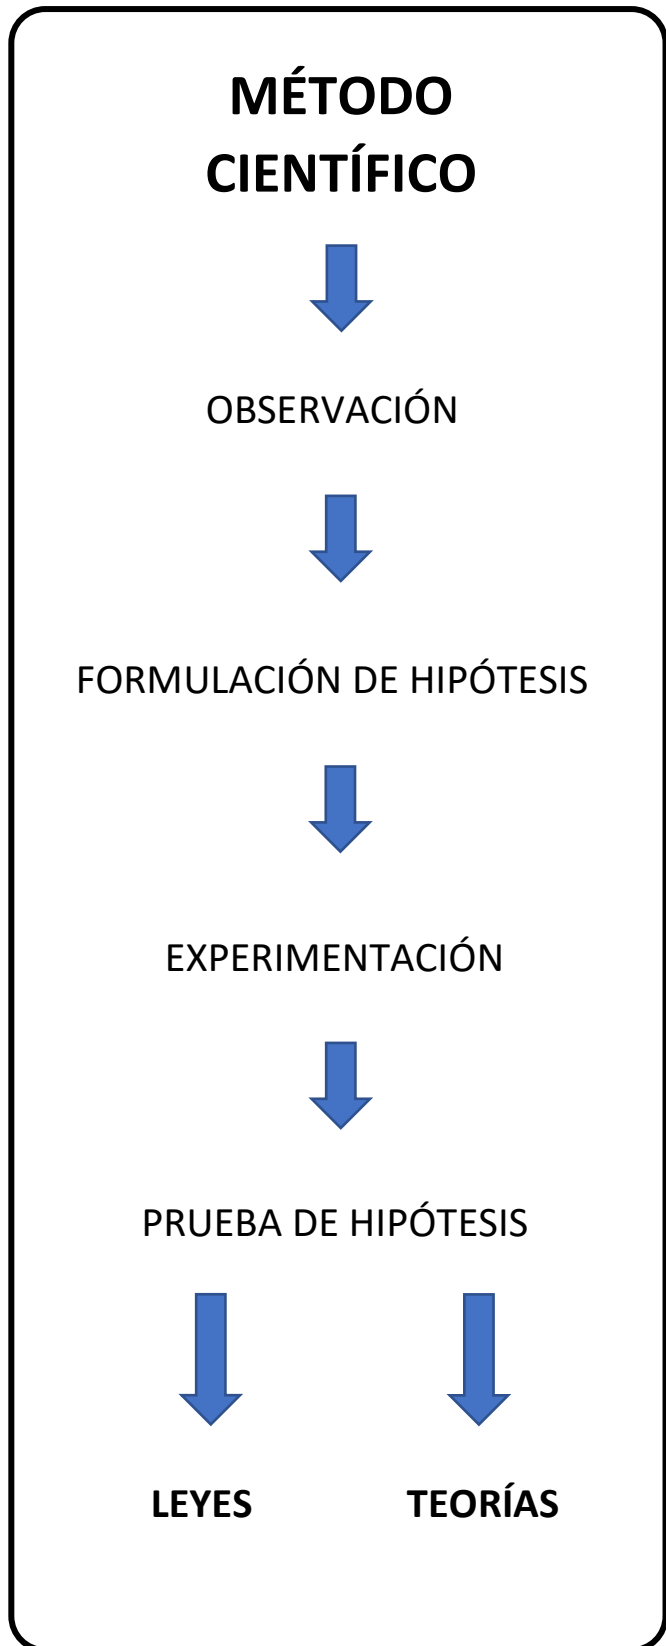 MÉTODO
CIENTÍFICO
OBSERVACIÓN
FORMULACIÓN DE HIPÓTESIS
EXPERIMENTACIÓN
PRUEBA DE HIPÓTESIS
LEYES TEORÍAS